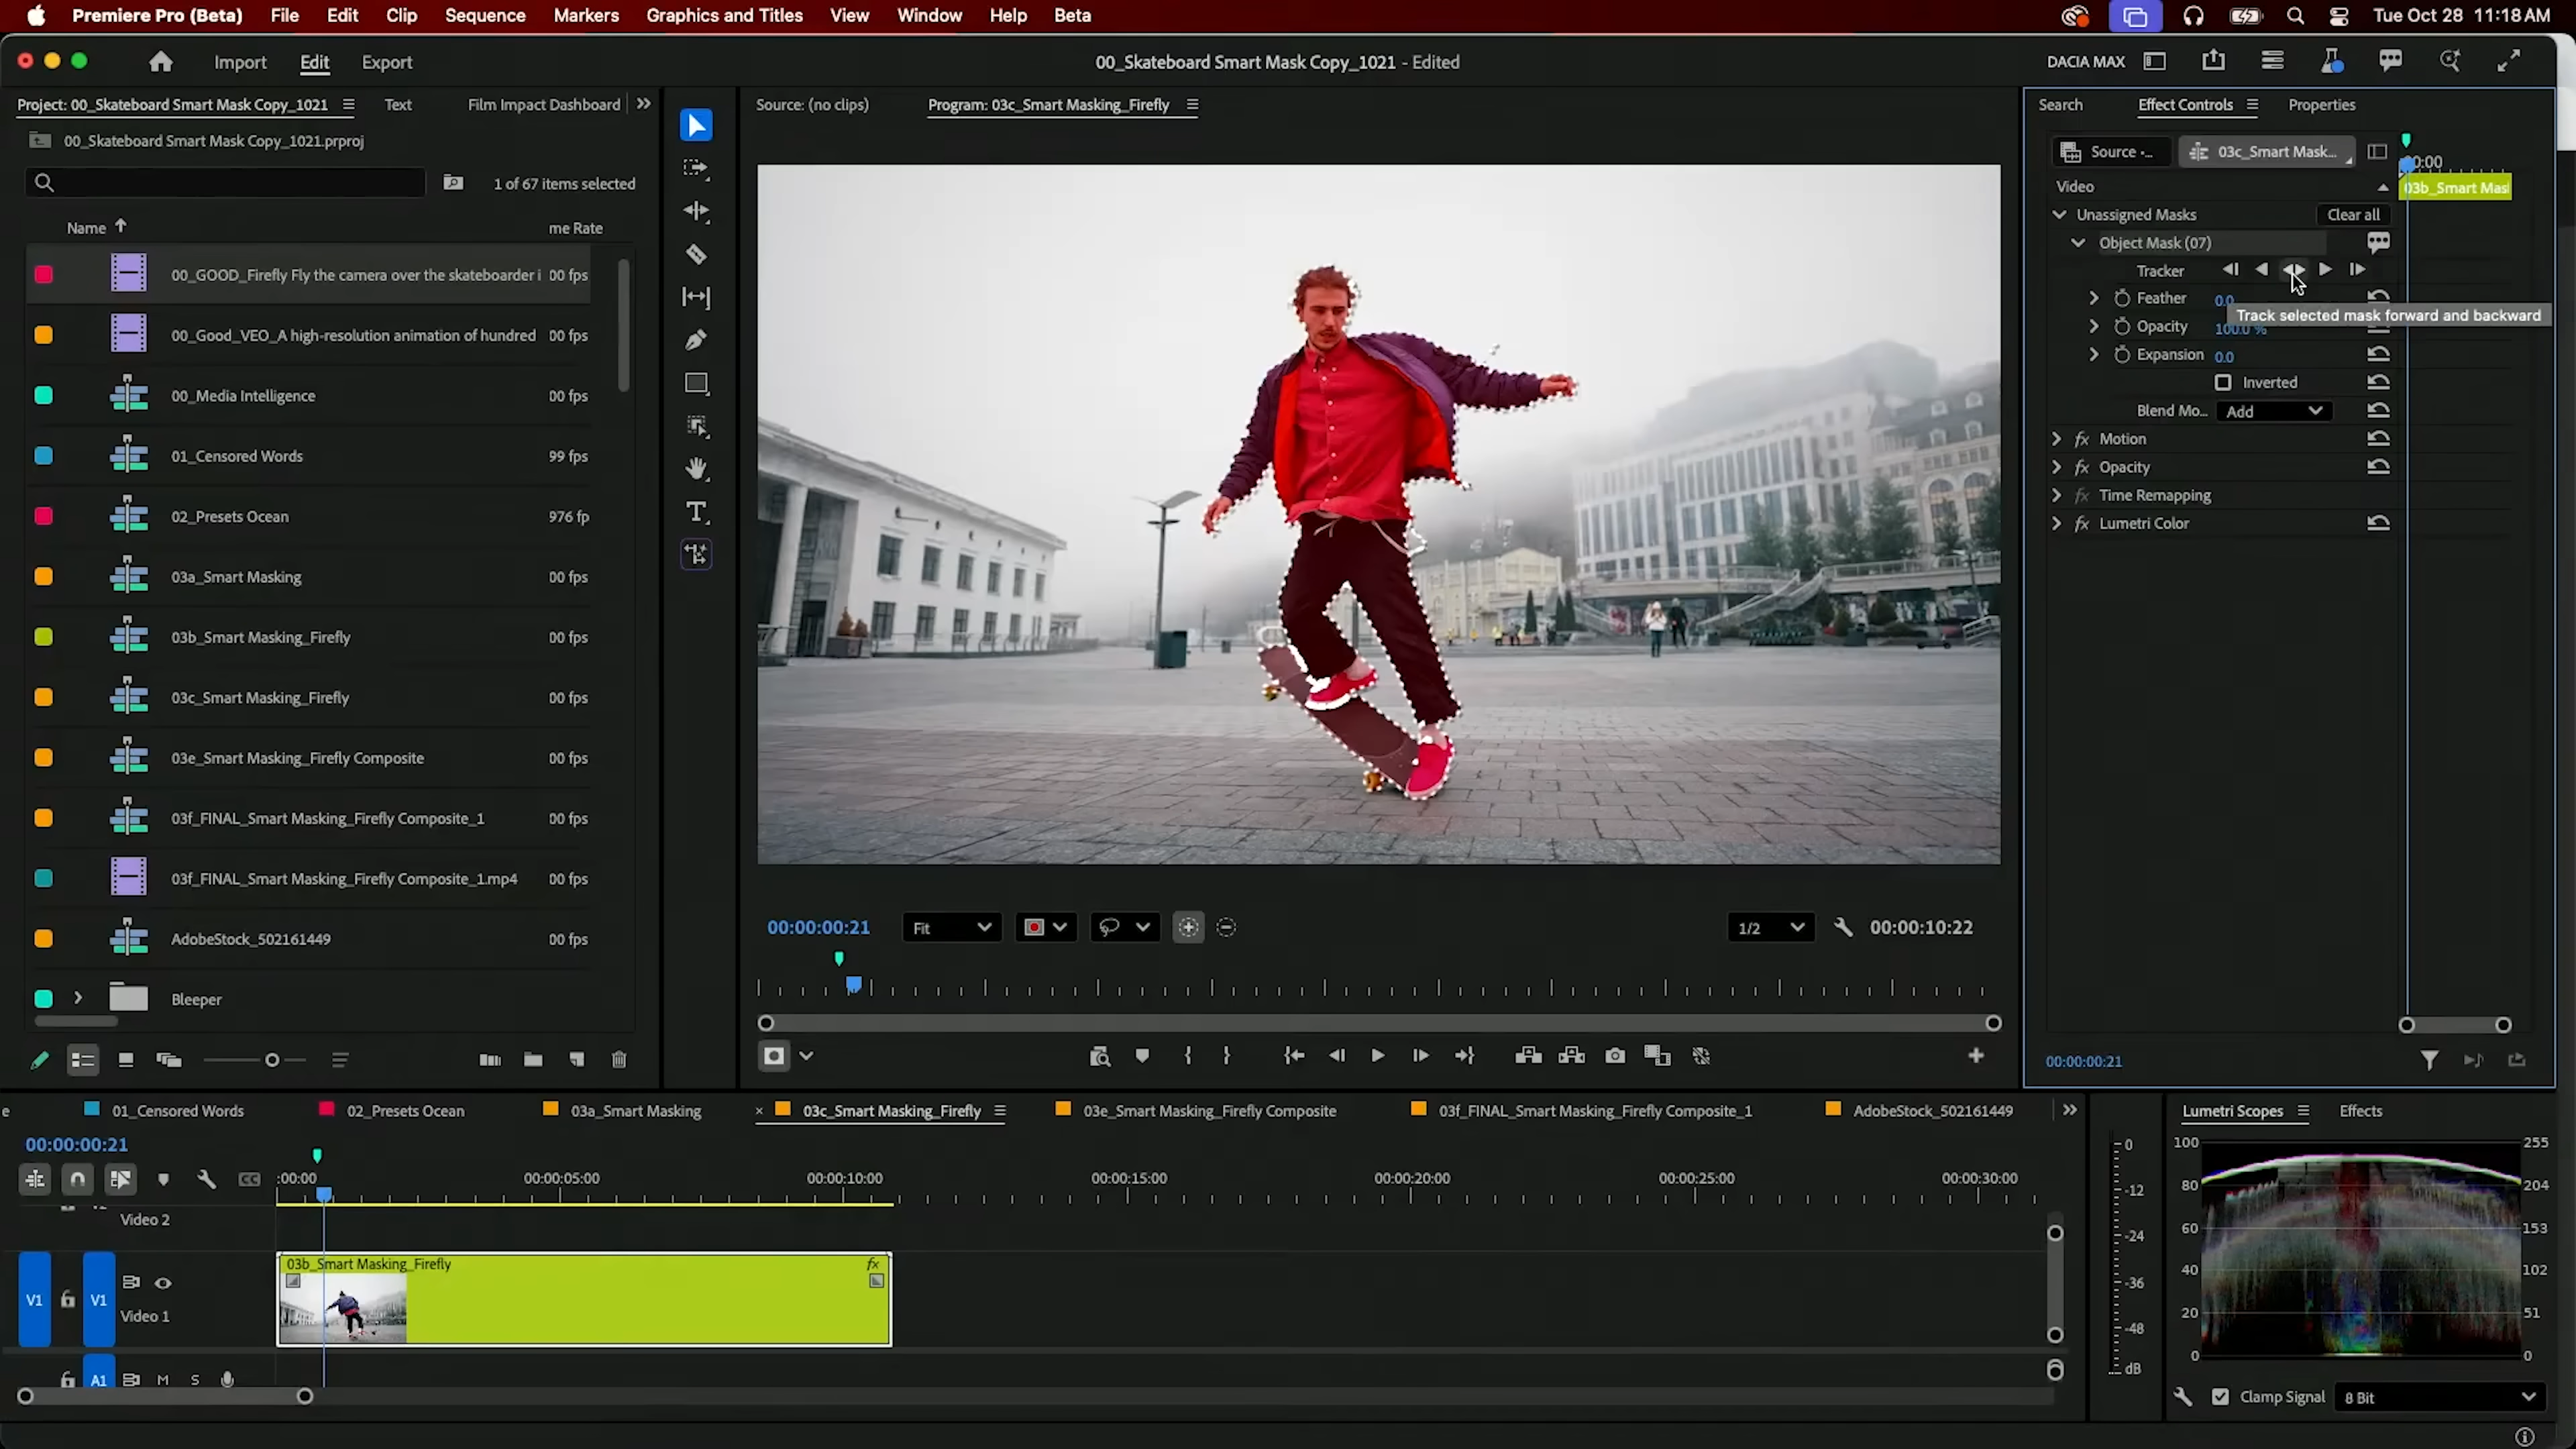 Premiere Pro (Beta) File Edit Clip Sequence Markers Graphics and Titles View Window Help Beta Tue Oct 28 11:18 AM
Import Edit Export 00_Skateboard Smart Mask Copy_1021 - Edited DACIA MAX
Project: 00_Skateboard Smart Mask Copy_1021 Text Film Impact Dashboard
00_Skateboard Smart Mask Copy_1021.prproj
1 of 67 items selected
Name me Rate
00_GOOD_Firefly Fly the camera over the skateboarder i 00 fps
00_Good_VEO_A high-resolution animation of hundred 00 fps
00_Media Intelligence 00 fps
01_Censored Words 99 fps
02_Presets Ocean 976 fp
03a_Smart Masking 00 fps
03b_Smart Masking_Firefly 00 fps
03c_Smart Masking_Firefly 00 fps
03e_Smart Masking_Firefly Composite 00 fps
03f_FINAL_Smart Masking_Firefly Composite_1 00 fps
03f_FINAL_Smart Masking_Firefly Composite_1.mp4 00 fps
AdobeStock_502161449 00 fps
Bleeper
Source: (no clips) Program: 03c_Smart Masking_Firefly
00:00:00:21 Fit 1/2 00:00:10:22
Search Effect Controls Properties
Source · ... 03c_Smart Mask...
Video 03b_Smart Mas
Unassigned Masks Clear all
Object Mask (07)
Tracker
Feather 0.0
Track selected mask forward and backward
Opacity 100.0 %
Expansion 0.0
Inverted
Blend Mo... Add
fx Motion
fx Opacity
fx Time Remapping
fx Lumetri Color
00:00:00:21
e 01_Censored Words 02_Presets Ocean 03a_Smart Masking × 03c_Smart Masking_Firefly 03e_Smart Masking_Firefly Composite 03f_FINAL_Smart Masking_Firefly Composite_1 AdobeStock_502161449
00:00:00:21
CC :00:00 00:00:05:00 00:00:10:00 00:00:15:00 00:00:20:00 00:00:25:00 00:00:30:00
Video 2
V1 V1 Video 1
03b_Smart Masking_Firefly fx
A1 M S
0
-12
-24
-36
-48
dB
Lumetri Scopes Effects
100 255
80 204
60 153
40 102
20 51
0 0
Clamp Signal 8 Bit